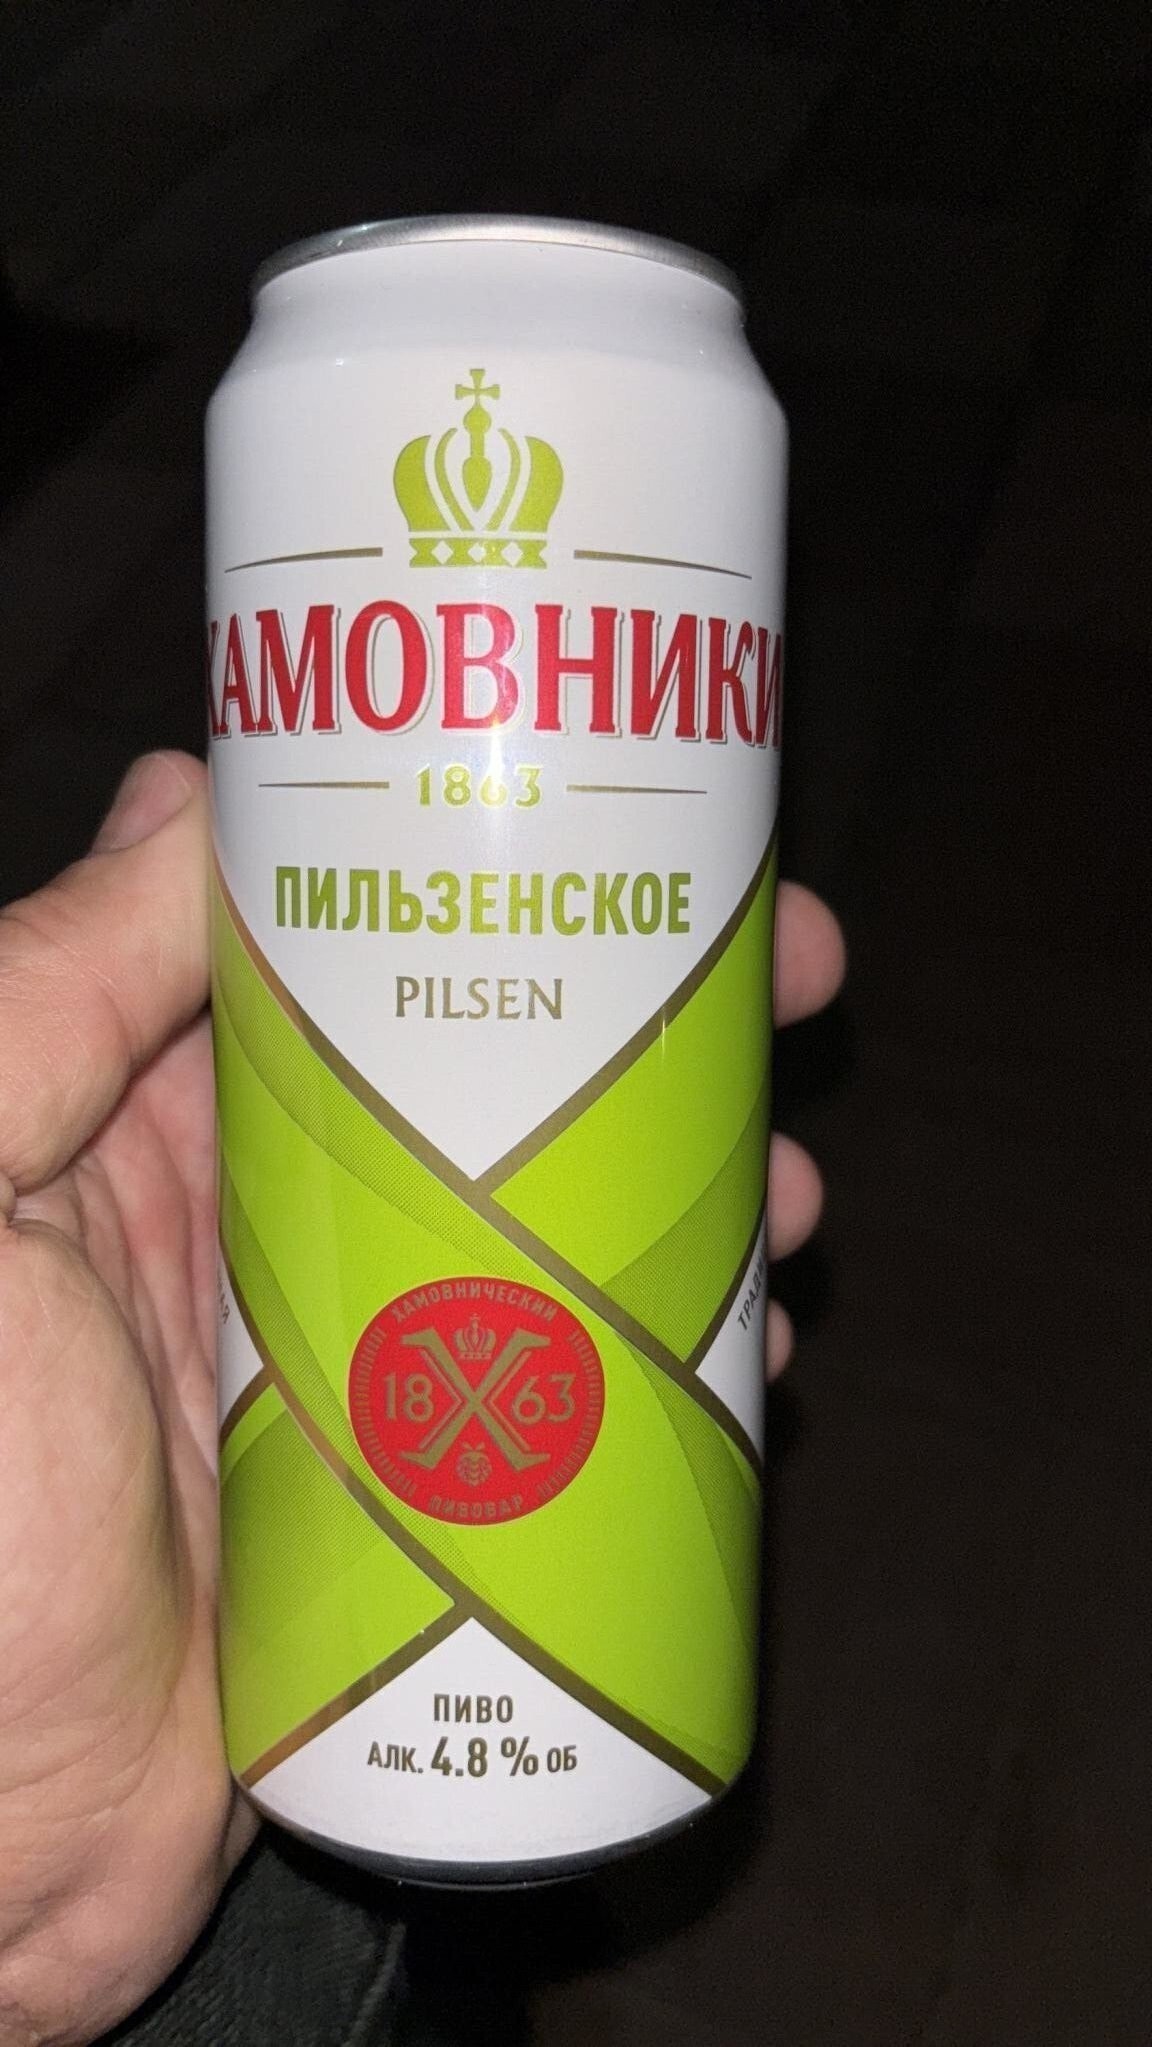 ХАМОВНИКИ
1863
ПИЛЬЗЕНСКОЕ
PILSEN
ХАМОВНИЧЕСКИЙ
18 63
ПИВОВАР
ПИВО
АЛК. 4.8 % ОБ